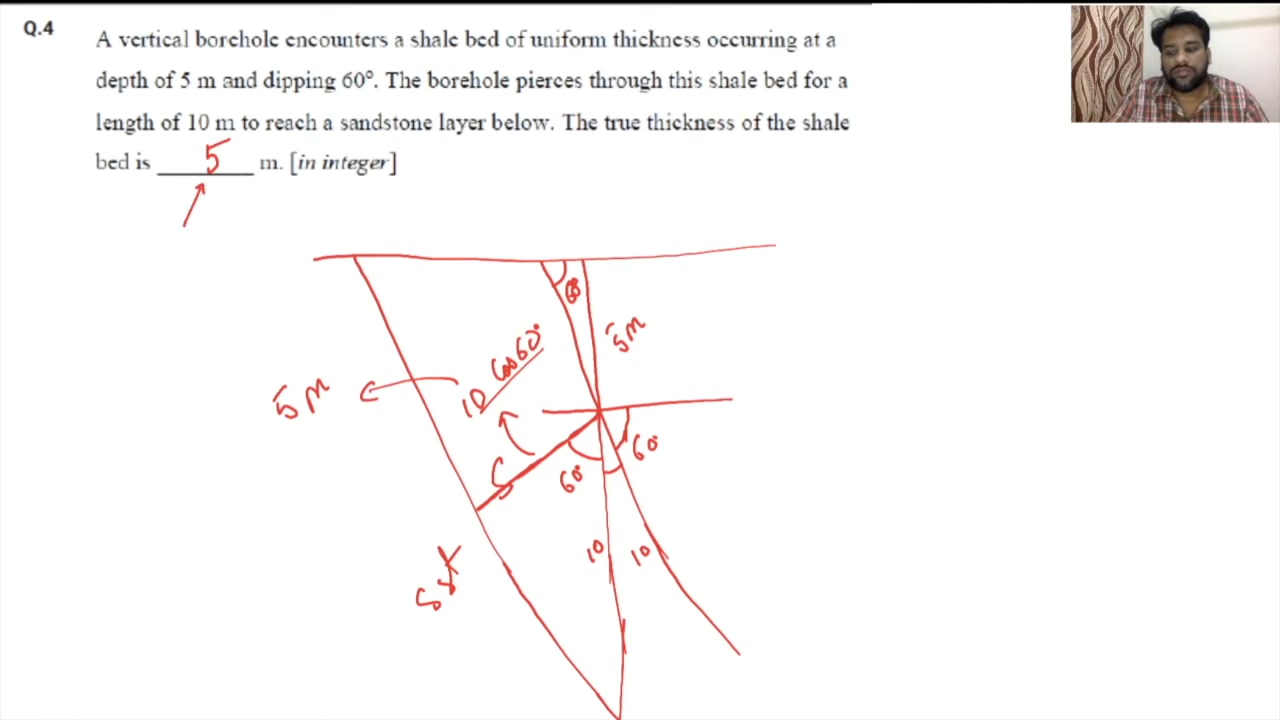 Q.4
A vertical borehole encounters a shale bed of uniform thickness occurring at a
depth of 5 m and dipping 60°. The borehole pierces through this shale bed for a
length of 10 m to reach a sandstone layer below. The true thickness of the shale
bed is ___5___ m. [in integer]
60°
5m
10 cos60°
5m
60°
S
60°
10
10
SSt